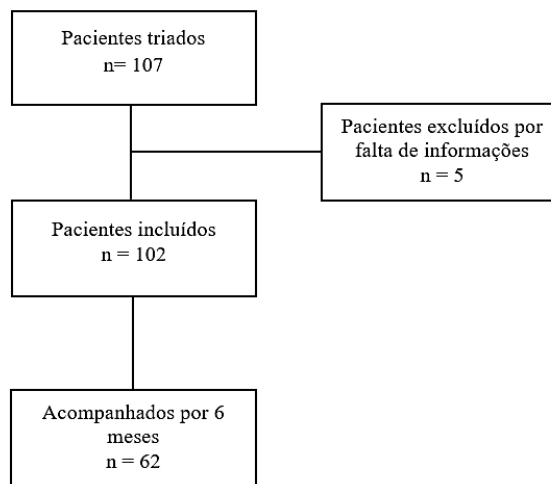 Pacientes triados
n= 107
Pacientes excluídos por
falta de informações
n = 5
Pacientes incluídos
n = 102
Acompanhados por 6
meses
n = 62